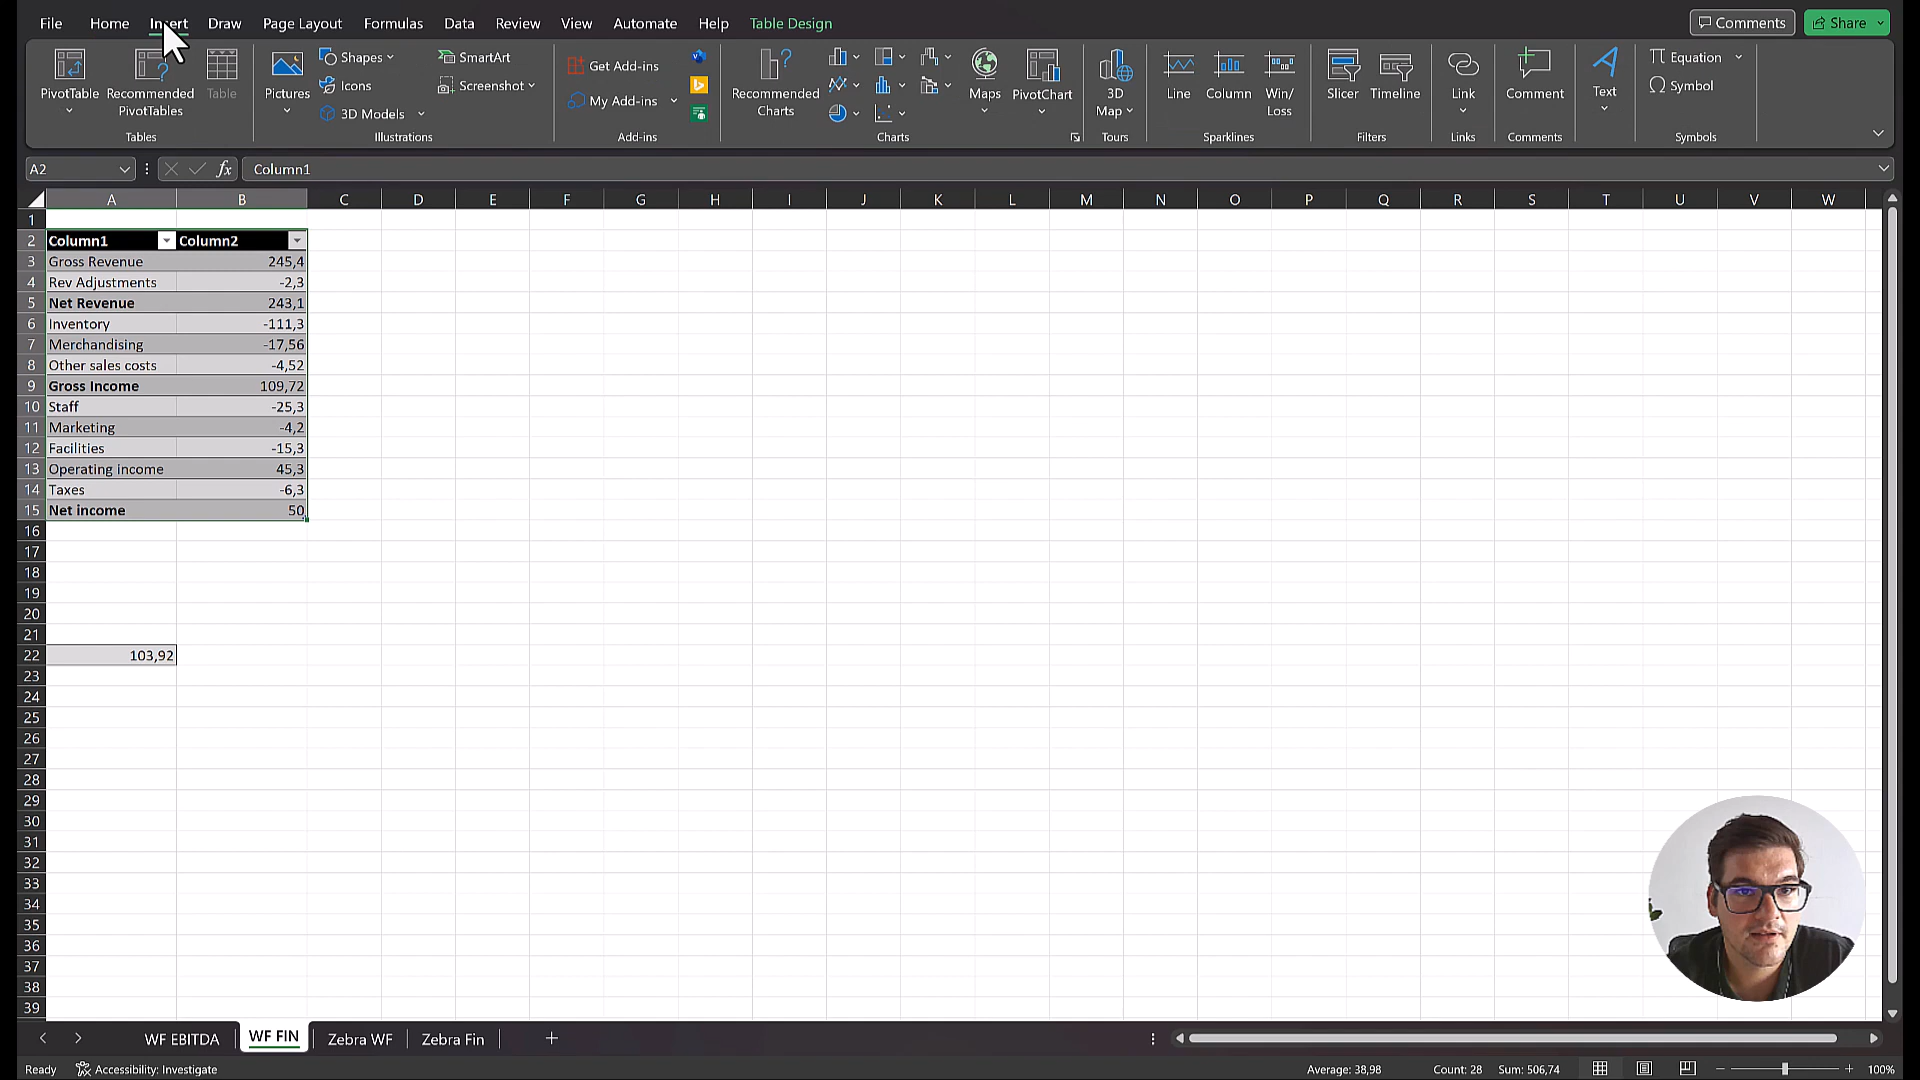 File Home Insert Draw Page Layout Formulas Data Review View Automate Help Table Design Comments Share
PivotTable Recommended PivotTables Table
Tables
Pictures Shapes Icons 3D Models SmartArt Screenshot
Illustrations
Get Add-ins
My Add-ins
Add-ins
Recommended Charts Maps PivotChart
Charts
3D Map
Tours
Line Column Win/Loss
Sparklines
Slicer Timeline
Filters
Link
Links
Comment
Comments
Text
Equation
Symbol
Symbols
A2 fx Column1
A B C D E F G H I J K L M N O P Q R S T U V W
1
2 Column1 Column2
3 Gross Revenue 245,4
4 Rev Adjustments -2,3
5 Net Revenue 243,1
6 Inventory -111,3
7 Merchandising -17,56
8 Other sales costs -4,52
9 Gross Income 109,72
10 Staff -25,3
11 Marketing -4,2
12 Facilities -15,3
13 Operating income 45,3
14 Taxes -6,3
15 Net income 50
16
17
18
19
20
21
22 103,92
23
24
25
26
27
28
29
30
31
32
33
34
35
36
37
38
39
WF EBITDA WF FIN Zebra WF Zebra Fin
Ready Accessibility: Investigate Average: 38,98 Count: 28 Sum: 506,74 100%